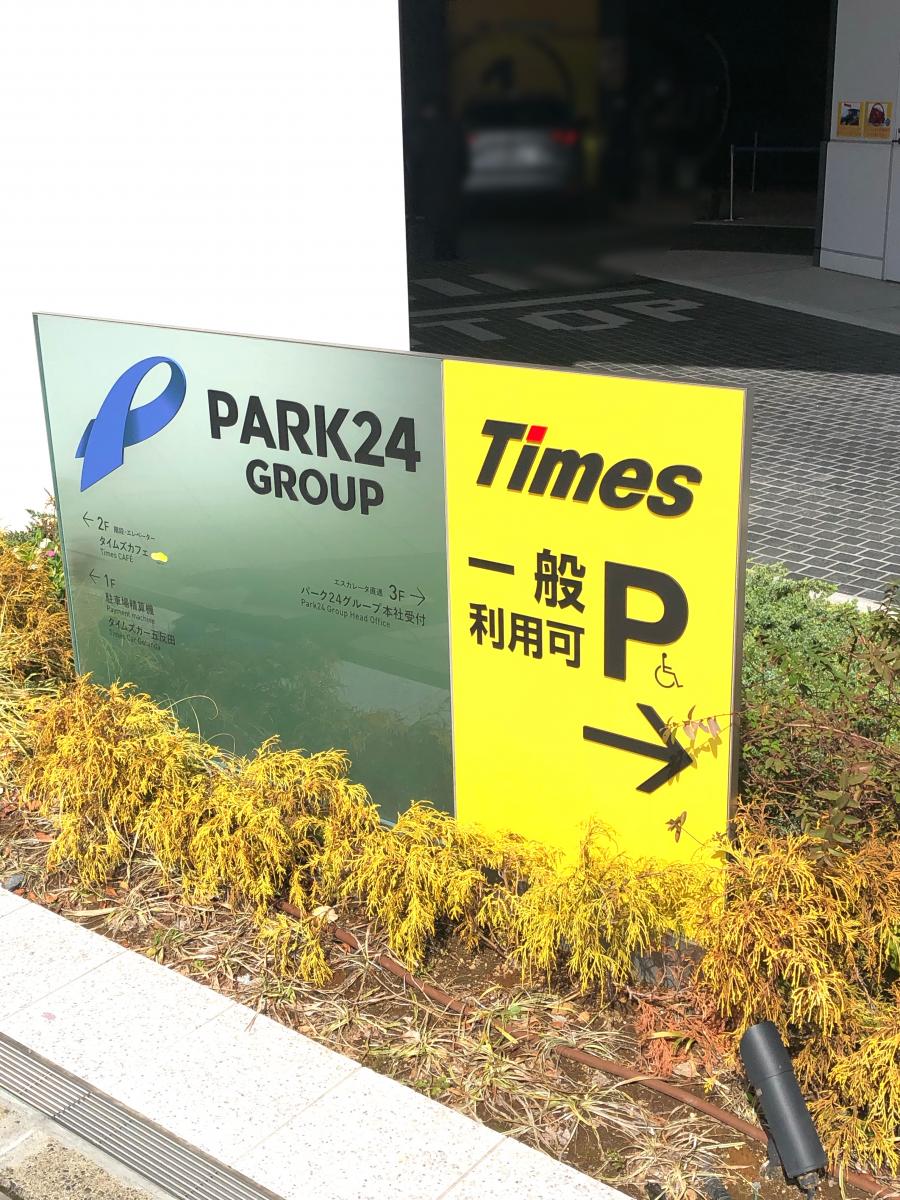 PARK24
GROUP
← 2F 階段・エレベーター
タイムズカフェ
Times CAFE
← 1F
駐車場精算機
Payment machine
タイムズカー五反田
Times Car Gotanda
エスカレータ直通 3F →
パーク24グループ本社受付
Park24 Group Head Office
Times
一般
利用可
P
→
STOP